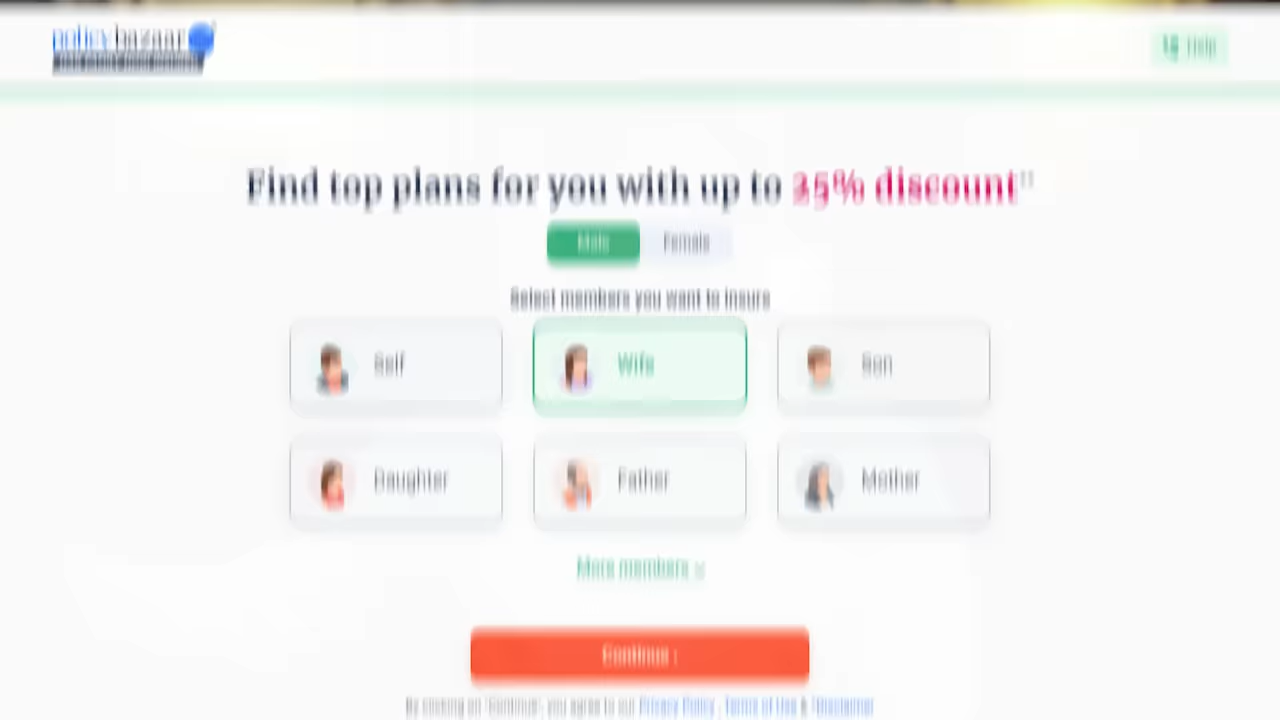 policybazaar
Help
Find top plans for you with up to 25% discount
Male Female
Select members you want to insure
Self Wife Son
Daughter Father Mother
More members
Continue ›
By clicking on "Continue", you agree to our Privacy Policy, Terms of Use & Disclaimer